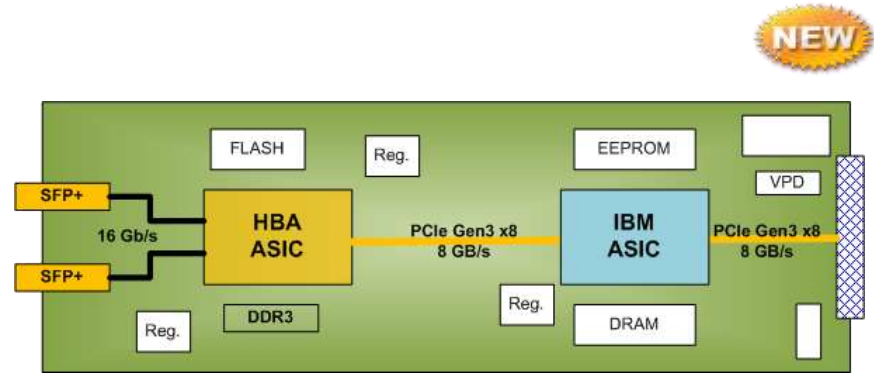 NEW
FLASH
Reg.
EEPROM
VPD
SFP+
16 Gb/s
HBA
ASIC
PCIe Gen3 x8
8 GB/s
IBM
ASIC
PCIe Gen3 x8
8 GB/s
SFP+
Reg.
DDR3
Reg.
DRAM